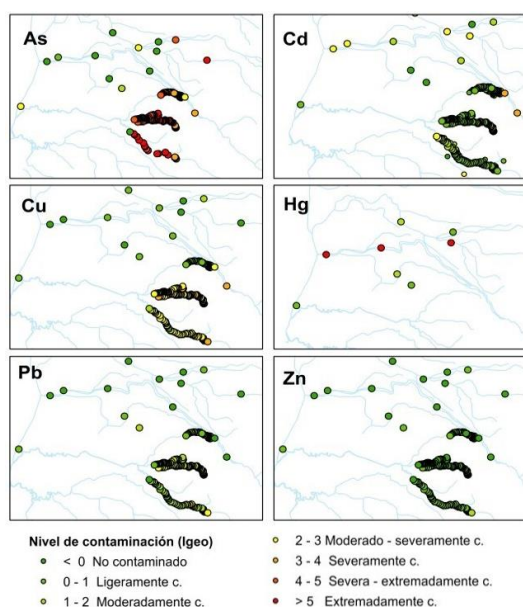 As
Cd
Cu
Hg
Pb
Zn
Nivel de contaminación (Igeo)
< 0 No contaminado
0 - 1 Ligeramente c.
1 - 2 Moderadamente c.
2 - 3 Moderado - severamente c.
3 - 4 Severamente c.
4 - 5 Severa - extremadamente c.
> 5 Extremadamente c.